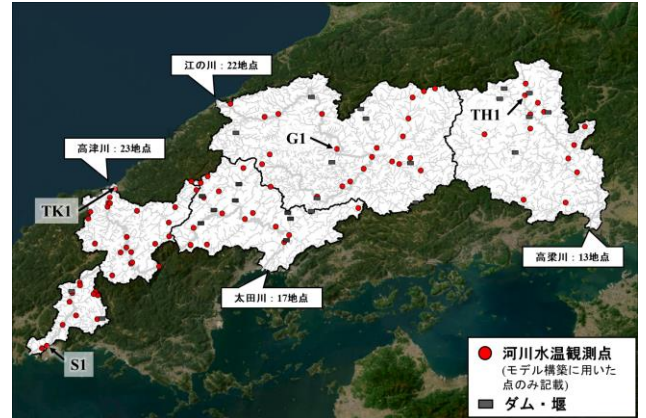 江の川：22地点
TH1
G1
高津川：23地点
TK1
高梁川：13地点
太田川：17地点
S1
河川水温観測点
(モデル構築に用いた
点のみ記載)
ダム・堰